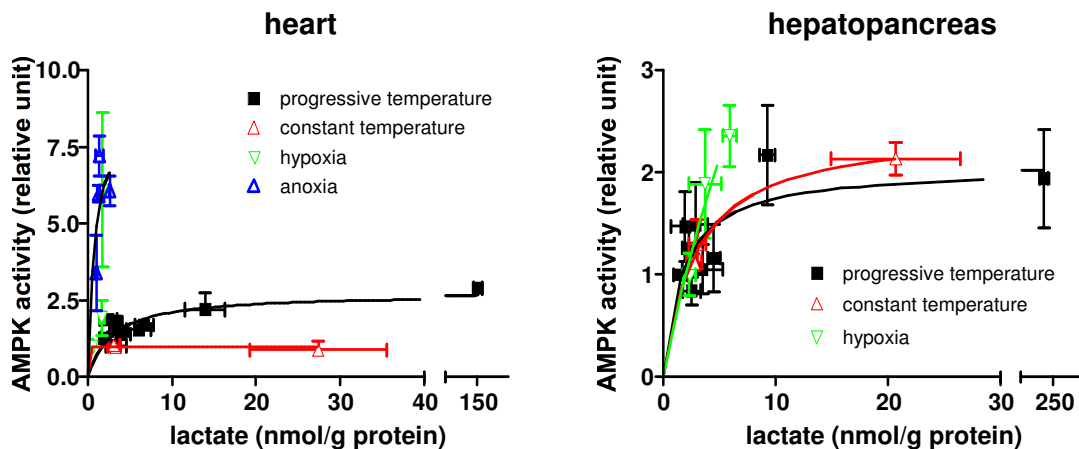 heart
AMPK activity (relative unit)
10.0
7.5
5.0
2.5
0.0
progressive temperature
constant temperature
hypoxia
anoxia
0 10 20 30 40 150
lactate (nmol/g protein)
hepatopancreas
AMPK activity (relative unit)
3
2
1
0
progressive temperature
constant temperature
hypoxia
0 10 20 30 250
lactate (nmol/g protein)